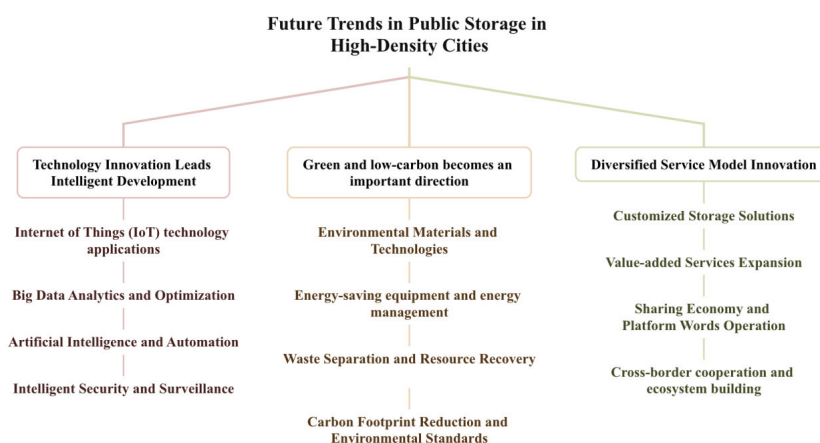 Future Trends in Public Storage in
High-Density Cities
Technology Innovation Leads
Intelligent Development
Internet of Things (IoT) technology
applications
Big Data Analytics and Optimization
Artificial Intelligence and Automation
Intelligent Security and Surveillance
Green and low-carbon becomes an
important direction
Environmental Materials and
Technologies
Energy-saving equipment and energy
management
Waste Separation and Resource Recovery
Carbon Footprint Reduction and
Environmental Standards
Diversified Service Model Innovation
Customized Storage Solutions
Value-added Services Expansion
Sharing Economy and
Platform Words Operation
Cross-border cooperation and
ecosystem building